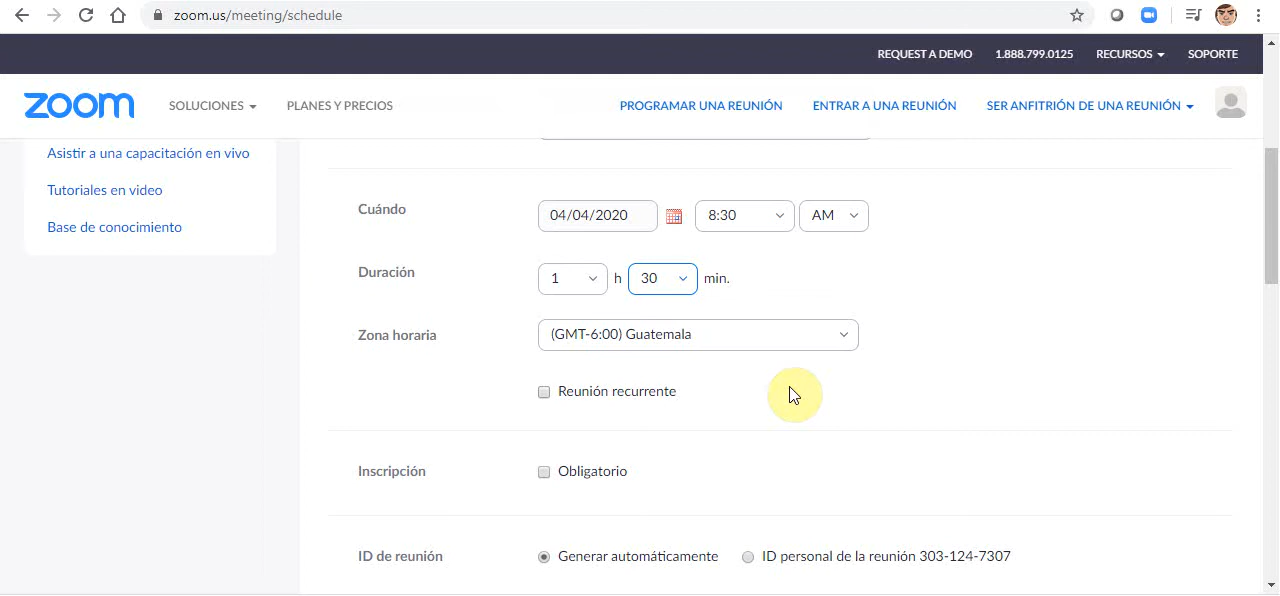 zoom.us/meeting/schedule
REQUEST A DEMO 1.888.799.0125 RECURSOS SOPORTE
zoom SOLUCIONES PLANES Y PRECIOS PROGRAMAR UNA REUNIÓN ENTRAR A UNA REUNIÓN SER ANFITRIÓN DE UNA REUNIÓN
Asistir a una capacitación en vivo
Tutoriales en video
Base de conocimiento
Cuándo 04/04/2020 8:30 AM
Duración 1 h 30 min.
Zona horaria (GMT-6:00) Guatemala
Reunión recurrente
Inscripción Obligatorio
ID de reunión Generar automáticamente ID personal de la reunión 303-124-7307